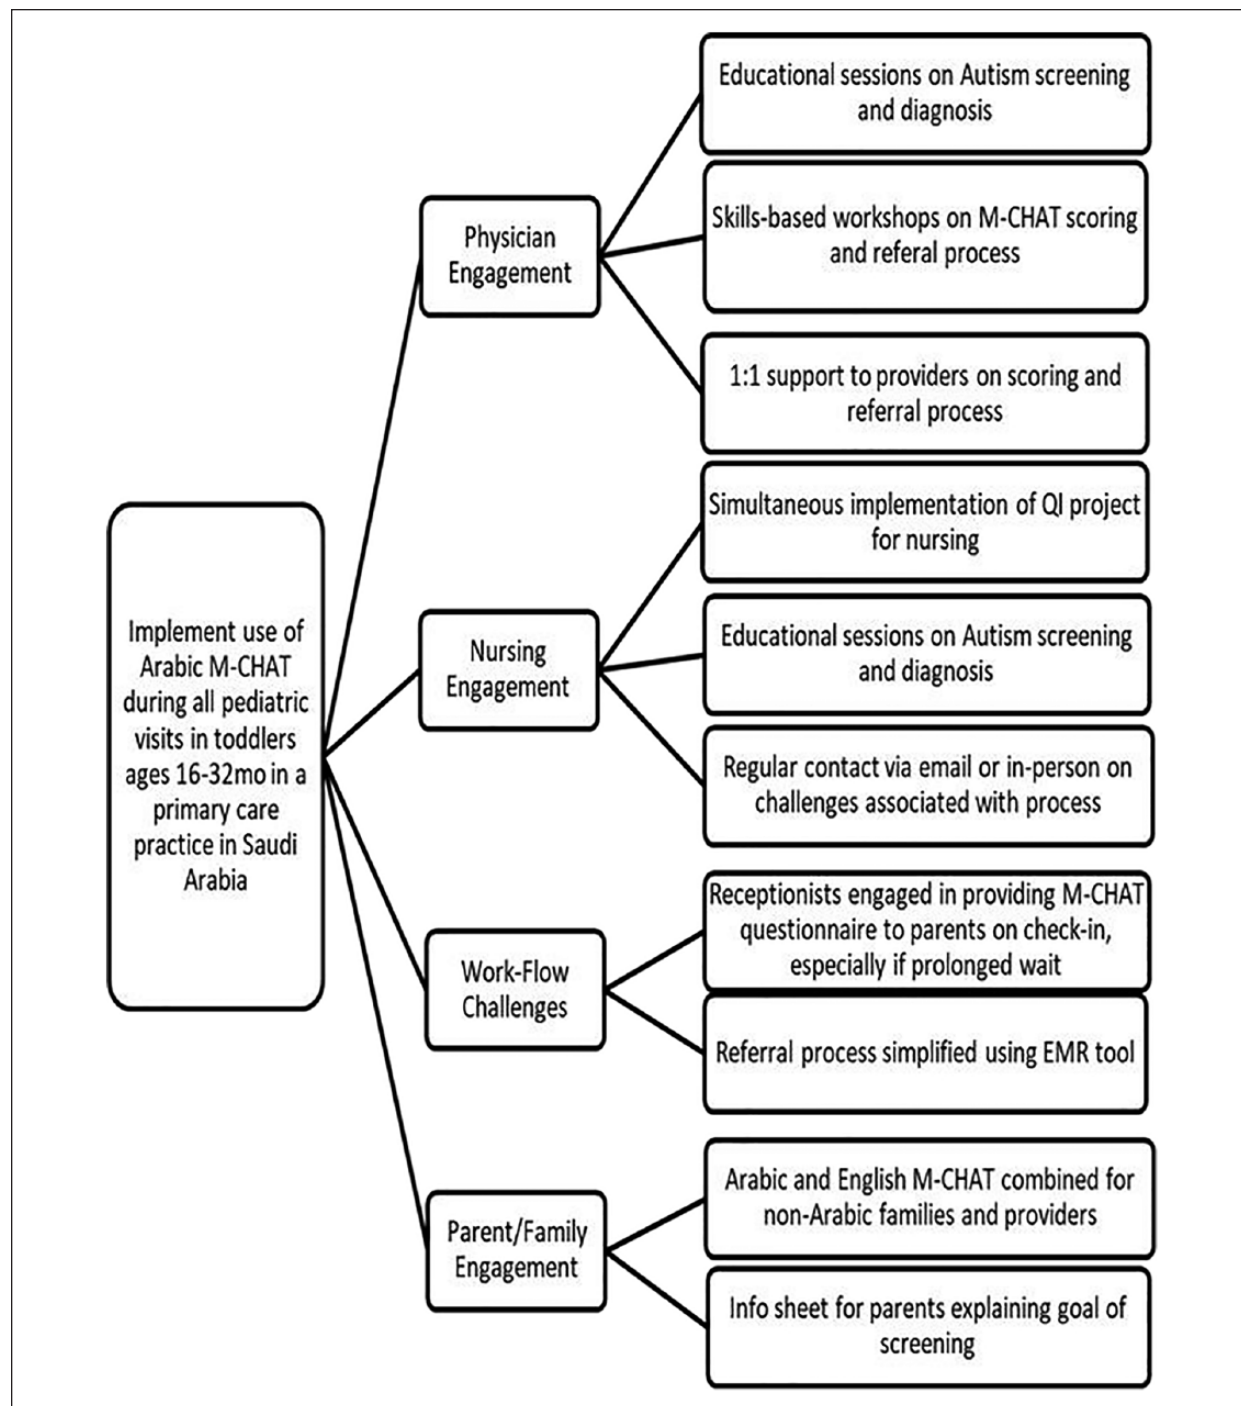 Implement use of
Arabic M-CHAT
during all pediatric
visits in toddlers
ages 16-32mo in a
primary care
practice in Saudi
Arabia
Physician
Engagement
Educational sessions on Autism screening
and diagnosis
Skills-based workshops on M-CHAT scoring
and referal process
1:1 support to providers on scoring and
referral process
Nursing
Engagement
Simultaneous implementation of QI project
for nursing
Educational sessions on Autism screening
and diagnosis
Regular contact via email or in-person on
challenges associated with process
Work-Flow
Challenges
Receptionists engaged in providing M-CHAT
questionnaire to parents on check-in,
especially if prolonged wait
Referral process simplified using EMR tool
Parent/Family
Engagement
Arabic and English M-CHAT combined for
non-Arabic families and providers
Info sheet for parents explaining goal of
screening